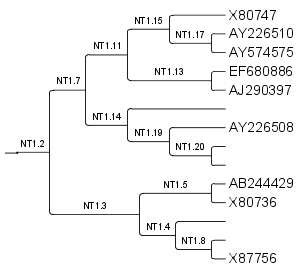 NT1.15
X80747
NT1.17
AY226510
NT1.11
AY574575
NT1.13
EF680886
NT1.7
AJ290397
NT1.14
AY226508
NT1.19
NT1.20
NT1.2
NT1.5
AB244429
NT1.3
X80736
NT1.4
NT1.8
X87756